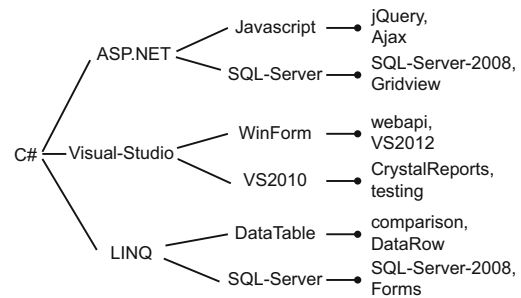 C#
ASP.NET
Javascript
jQuery,
Ajax
SQL-Server
SQL-Server-2008,
Gridview
Visual-Studio
WinForm
webapi,
VS2012
VS2010
CrystalReports,
testing
LINQ
DataTable
comparison,
DataRow
SQL-Server
SQL-Server-2008,
Forms